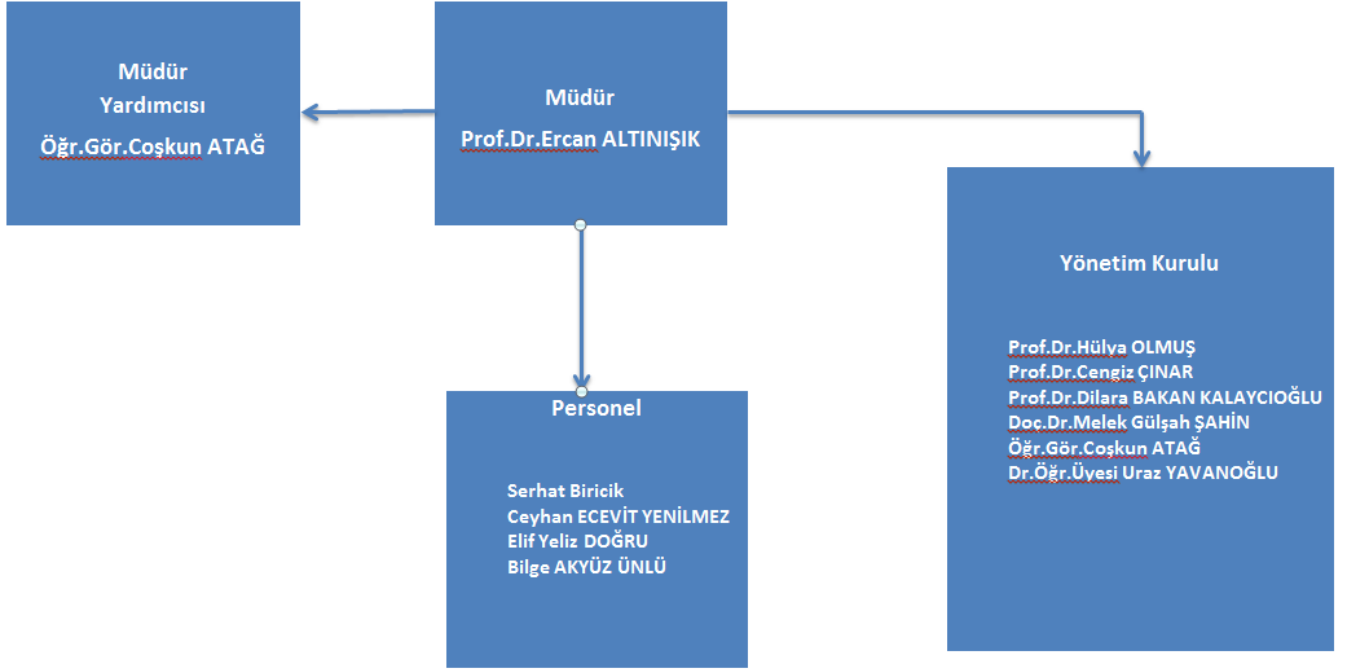 Müdür
Yardımcısı
Öğr.Gör.Coşkun ATAĞ
Müdür
Prof.Dr.Ercan ALTINIŞIK
Yönetim Kurulu
Prof.Dr.Hülya OLMUŞ
Prof.Dr.Cengiz ÇINAR
Prof.Dr.Dilara BAKAN KALAYCIOĞLU
Doç.Dr.Melek Gülşah ŞAHİN
Öğr.Gör.Coşkun ATAĞ
Dr.Öğr.Üyesi Uraz YAVANOĞLU
Personel
Serhat Biricik
Ceyhan ECEVİT YENİLMEZ
Elif Yeliz DOĞRU
Bilge AKYÜZ ÜNLÜ